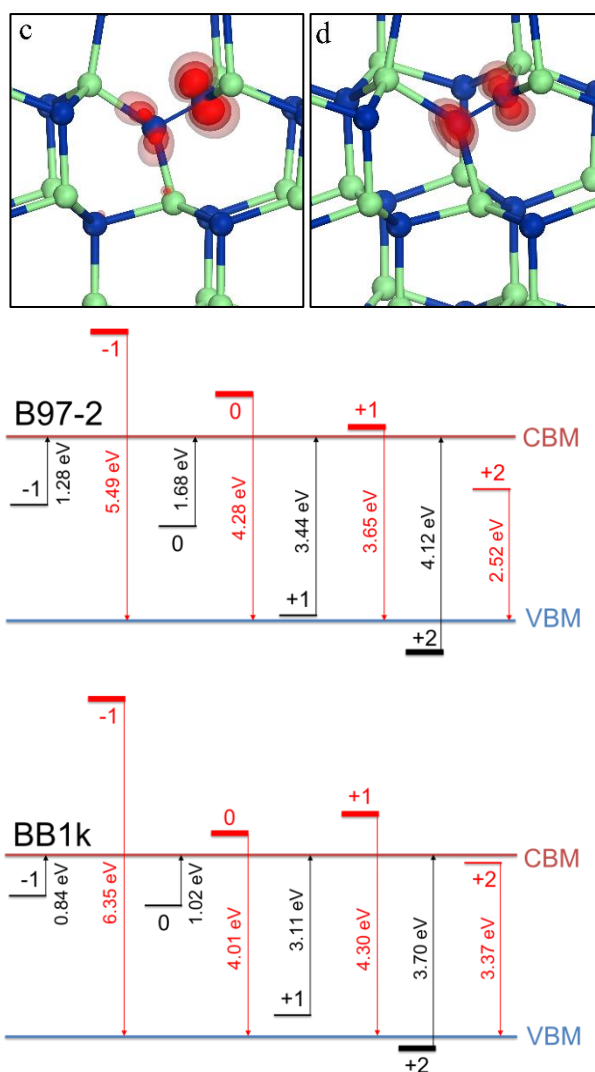 c
d
-1
B97-2
0
+1
CBM
-1
1.28 eV
5.49 eV
0
1.68 eV
4.28 eV
3.44 eV
3.65 eV
4.12 eV
+2
2.52 eV
+1
VBM
+2
-1
BB1k
0
+1
CBM
-1
0.84 eV
6.35 eV
0
1.02 eV
4.01 eV
3.11 eV
4.30 eV
3.70 eV
+2
3.37 eV
+1
VBM
+2